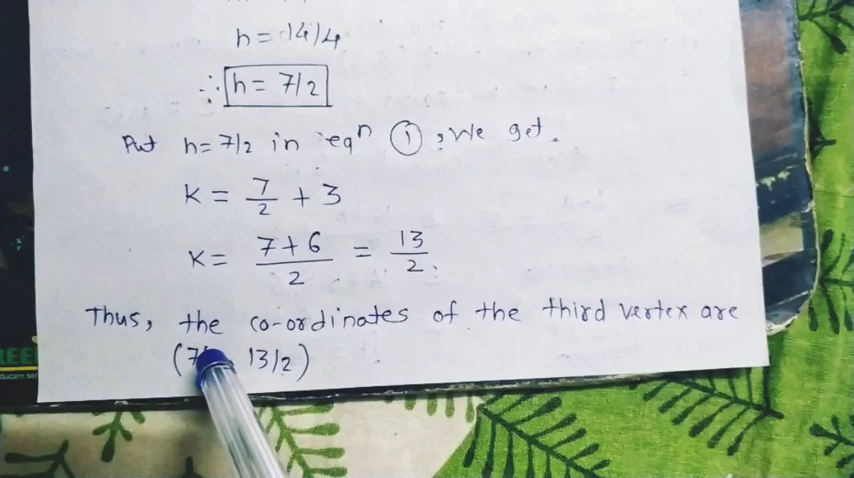 h = 14/4
∴ h = 7/2
Put h = 7/2 in eqⁿ ①, We get.
K = 7/2 + 3
K = (7+6)/2 = 13/2.
Thus, the co-ordinates of the third vertex are
(7 13/2)